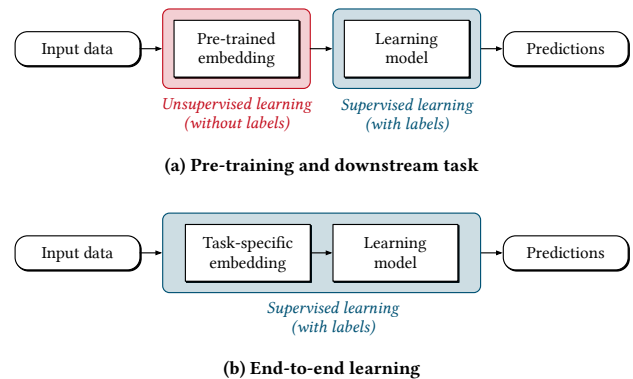 Input data
Pre-trained
embedding
Learning
model
Predictions
Unsupervised learning
(without labels)
Supervised learning
(with labels)
(a) Pre-training and downstream task
Input data
Task-specific
embedding
Learning
model
Predictions
Supervised learning
(with labels)
(b) End-to-end learning